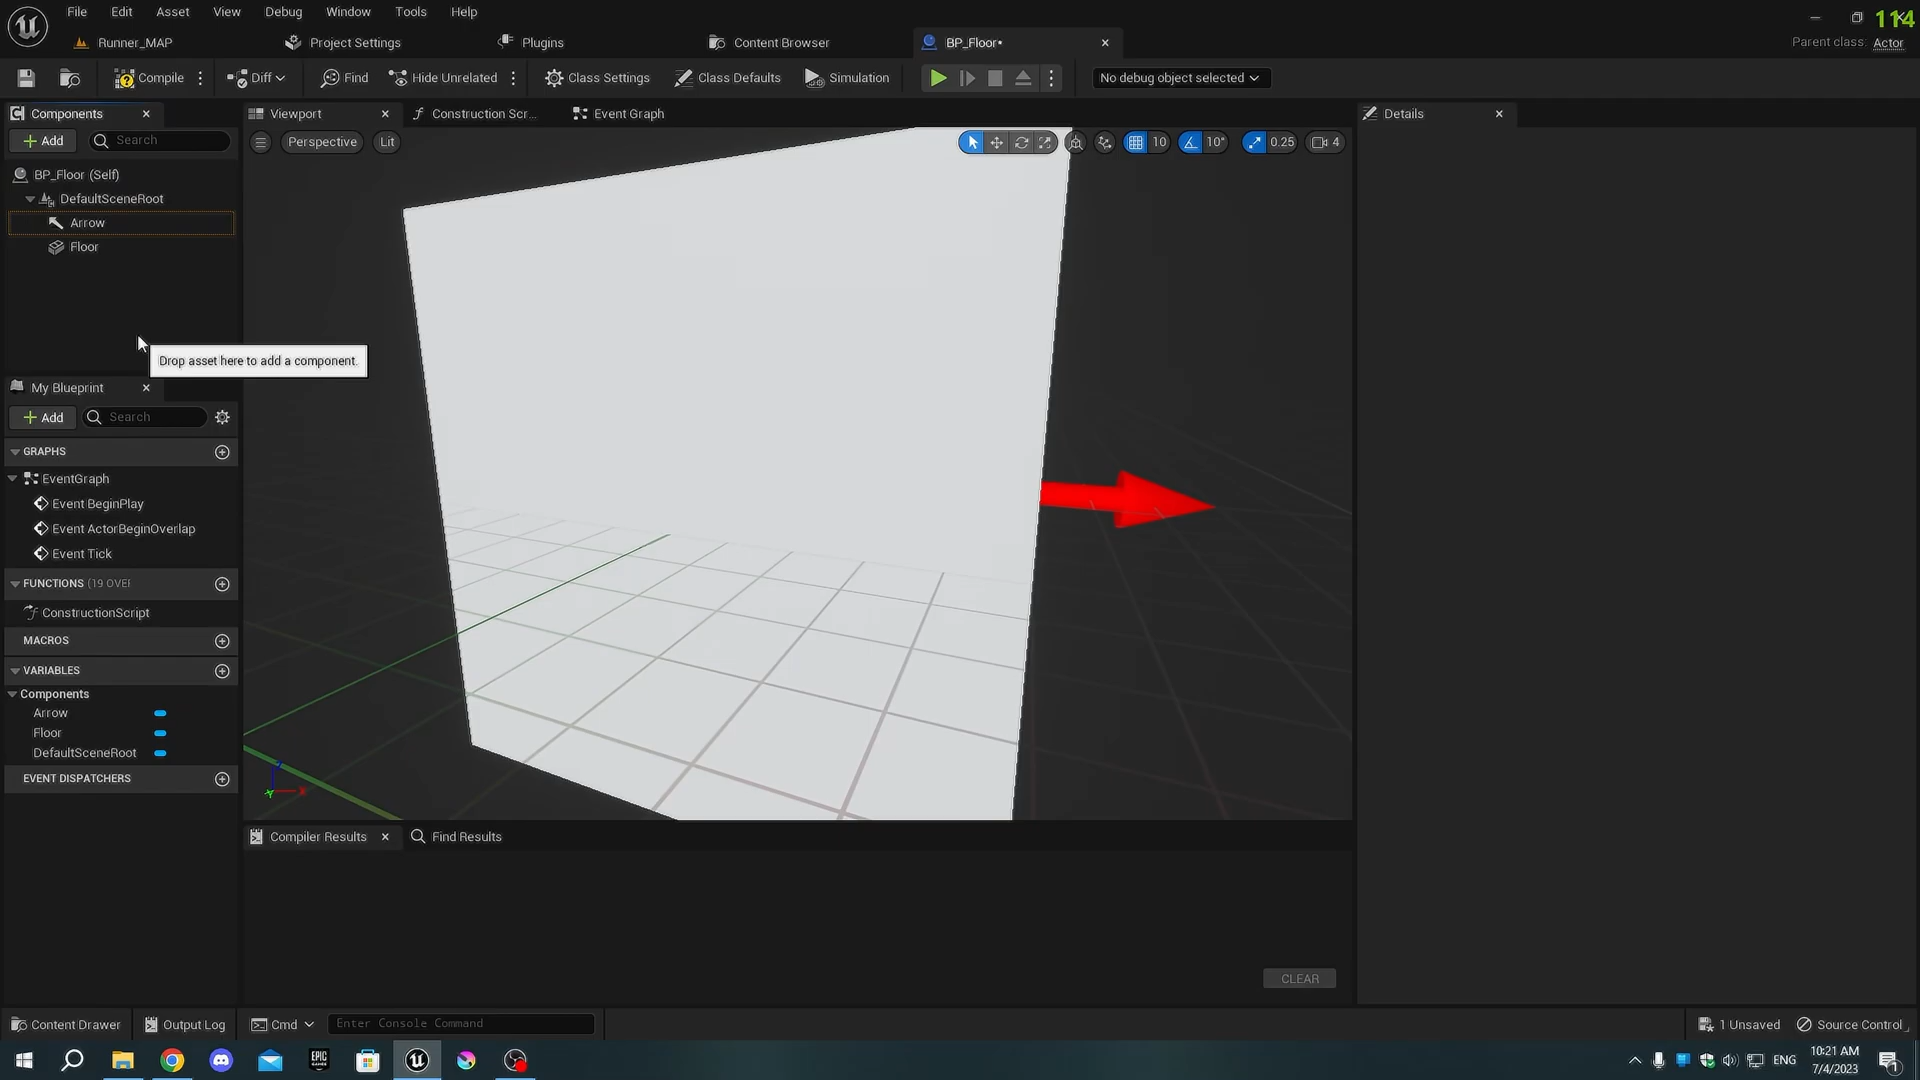 File Edit Asset View Debug Window Tools Help
114
Runner_MAP Project Settings Plugins Content Browser BP_Floor•
Parent class: Actor
Compile Diff Find Hide Unrelated Class Settings Class Defaults Simulation No debug object selected
Components Viewport Construction Scr... Event Graph Details
Add Search Perspective Lit 10 10° 0.25 4
BP_Floor (Self)
DefaultSceneRoot
Arrow
Floor
Drop asset here to add a component.
My Blueprint
Add Search
GRAPHS
EventGraph
Event BeginPlay
Event ActorBeginOverlap
Event Tick
FUNCTIONS (19 OVER
ConstructionScript
MACROS
VARIABLES
Components
Arrow
Floor
DefaultSceneRoot
EVENT DISPATCHERS
Compiler Results Find Results
CLEAR
Content Drawer Output Log Cmd Enter Console Command 1 Unsaved Source Control
EPIC GAMES
ENG
10:21 AM
7/4/2023
1